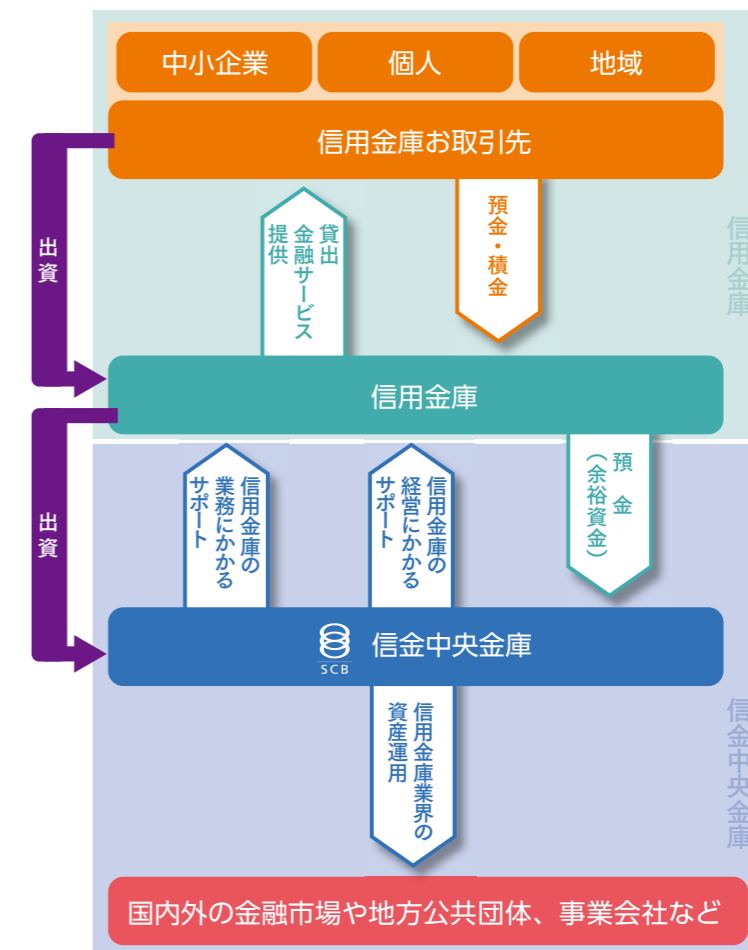 中小企業
個人
地域
信用金庫お取引先
出資
貸出
金融サービス
提供
預金・積金
信用金庫
信用金庫
出資
信用金庫の
業務にかかる
サポート
信用金庫の
経営にかかる
サポート
預金
（余裕資金）
SCB
信金中央金庫
信用金庫業界の
資産運用
信金中央金庫
国内外の金融市場や地方公共団体、事業会社など